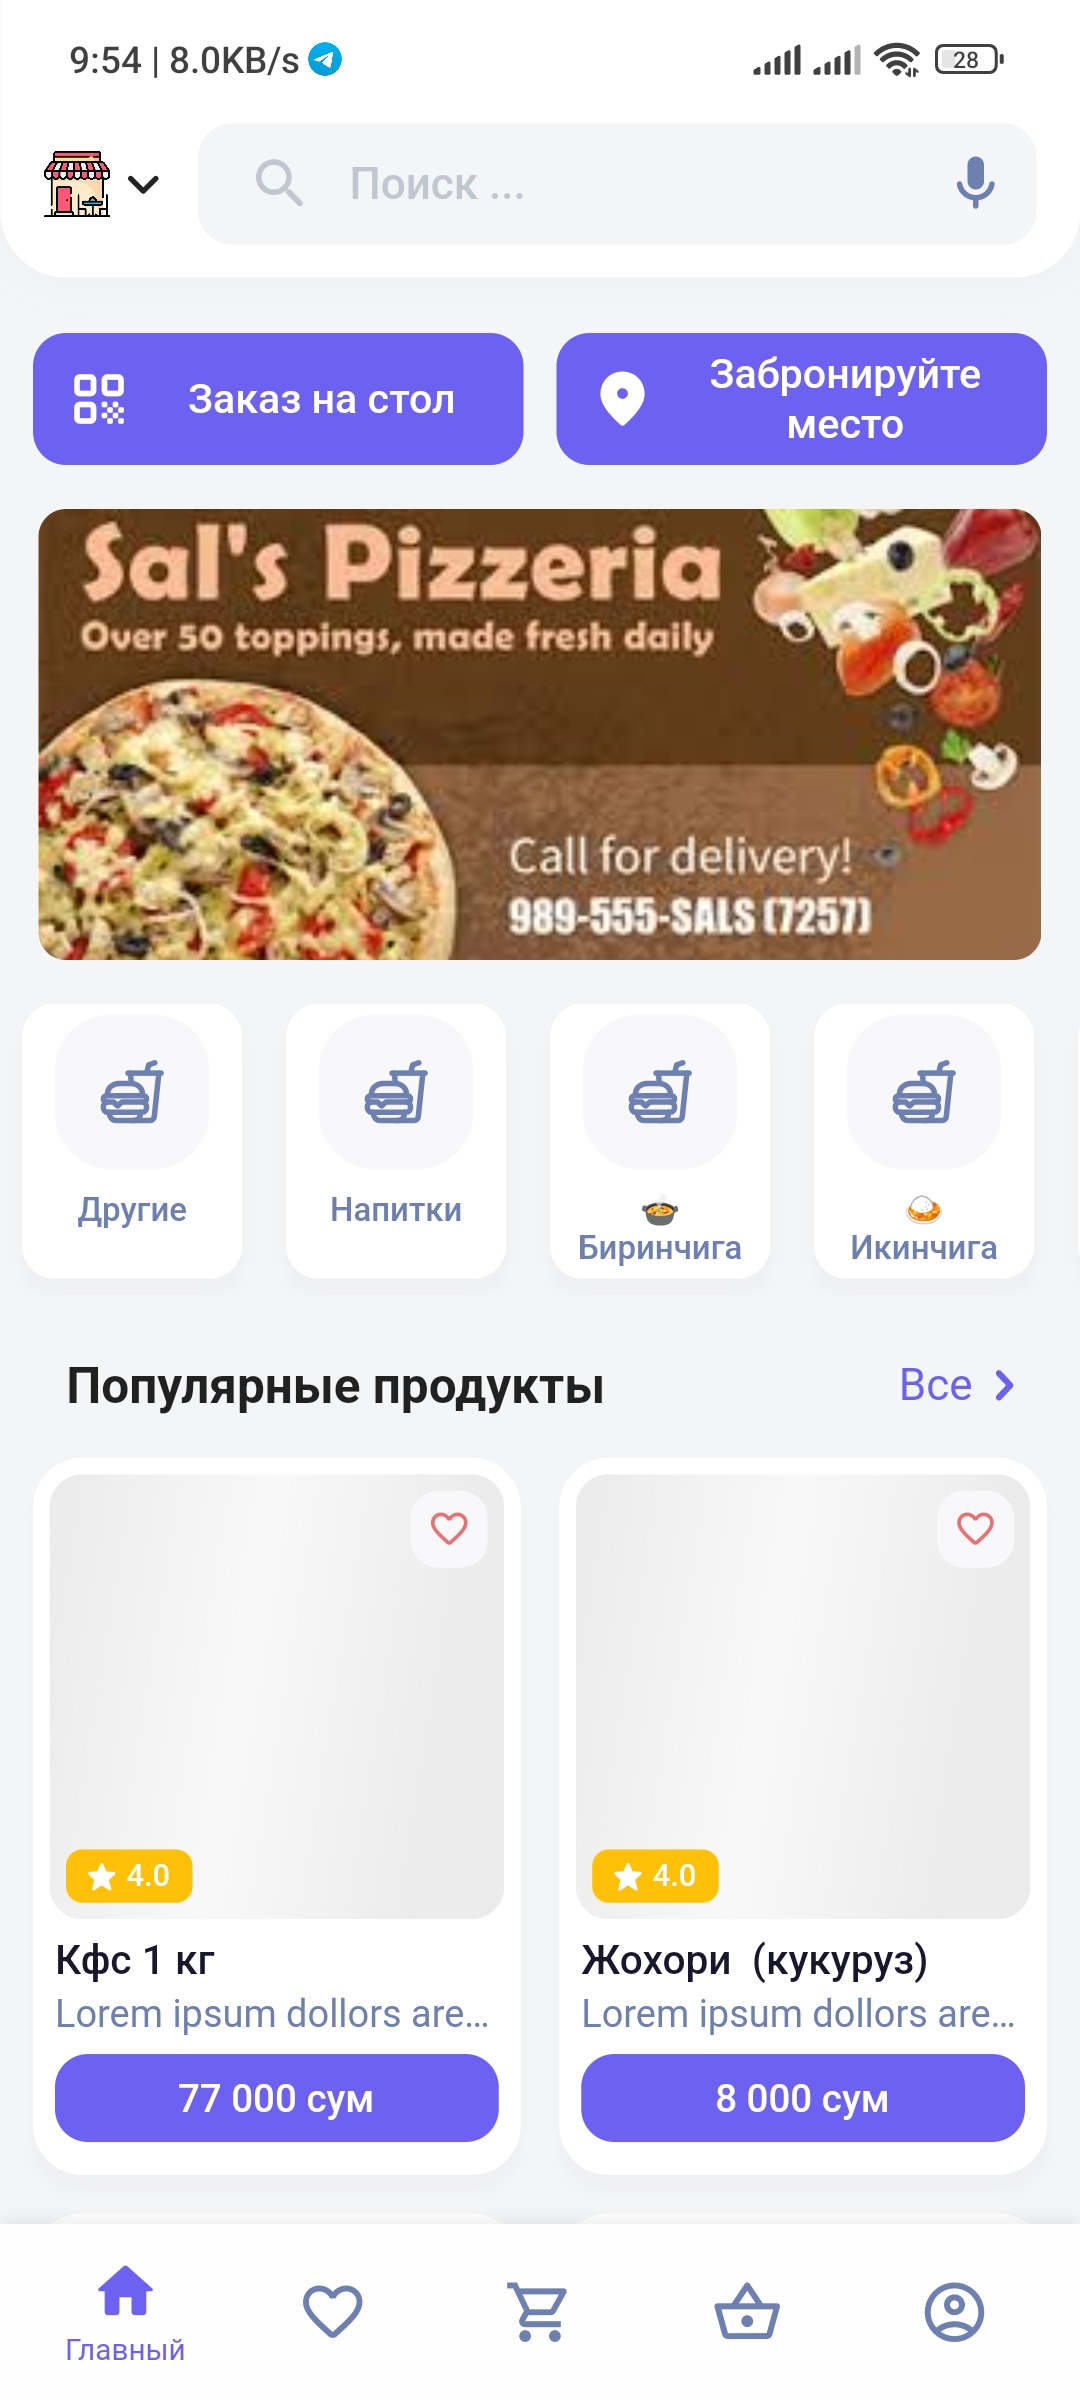 9:54 | 8.0KB/s
28
Поиск ...
Заказ на стол
Забронируйте
место
Sal's Pizzeria
Over 50 toppings, made fresh daily
Call for delivery!
989-555-SALS (7257)
Другие
Напитки
🍲
Биринчига
🍛
Икинчига
Популярные продукты
Все
4.0
4.0
Кфс 1 кг
Жохори (кукуруз)
Lorem ipsum dollors are...
Lorem ipsum dollors are...
77 000 сум
8 000 сум
Главный